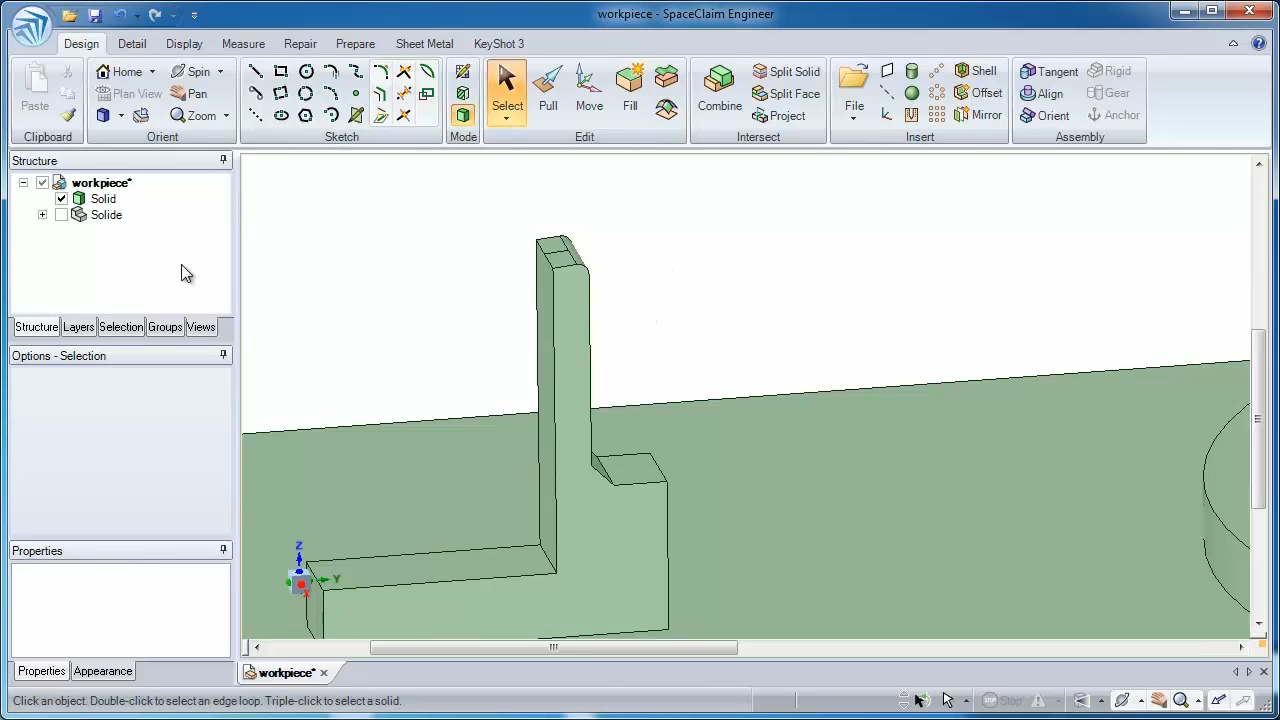 workpiece - SpaceClaim Engineer
Design Detail Display Measure Repair Prepare Sheet Metal KeyShot 3
Paste
Clipboard
Home Spin
Plan View Pan
Zoom
Orient
Sketch
Mode
Select Pull Move Fill
Edit
Combine
Split Solid
Split Face
Project
Intersect
File
Shell
Offset
Mirror
Insert
Tangent Rigid
Align Gear
Orient Anchor
Assembly
Structure
workpiece*
Solid
Solide
Structure Layers Selection Groups Views
Options - Selection
Properties
Properties Appearance
Z
Y
X
workpiece*
Click an object. Double-click to select an edge loop. Triple-click to select a solid.
Stop